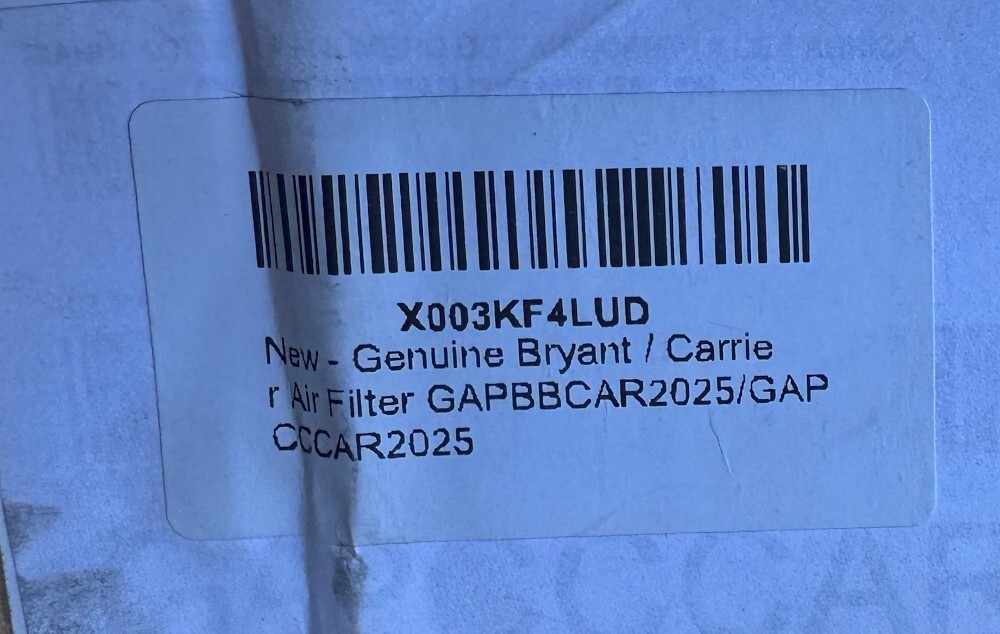 X003KF4LUD
New - Genuine Bryant / Carrie
r Air Filter GAPBBCAR2025/GAP
CCCAR2025